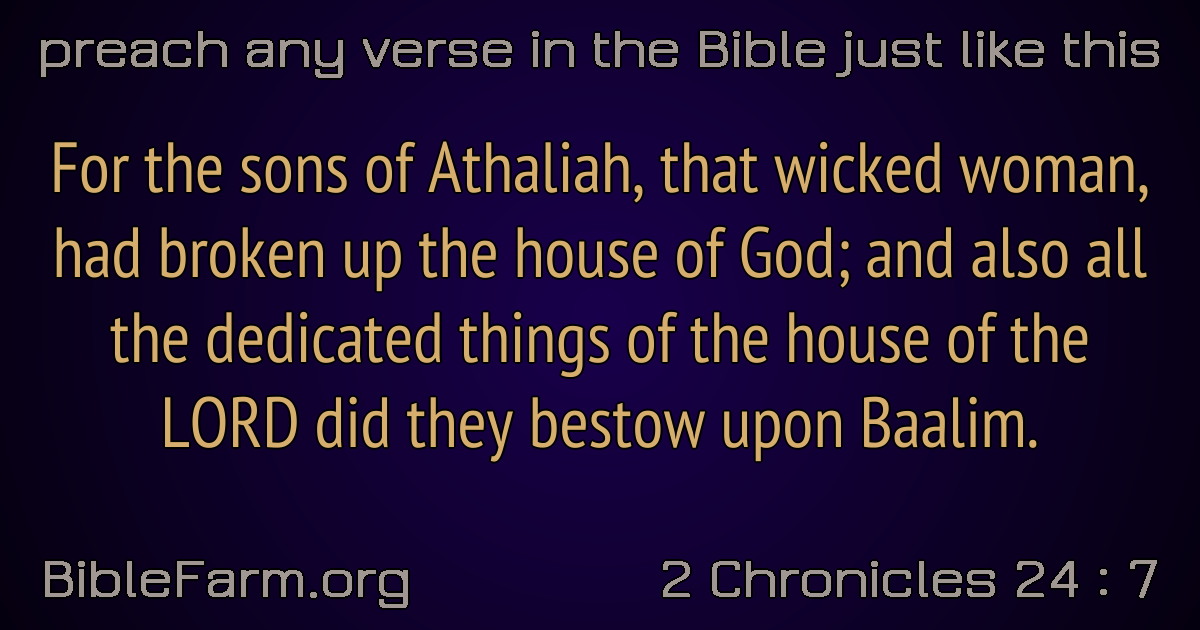 preach any verse in the Bible just like this
For the sons of Athaliah, that wicked woman,
had broken up the house of God; and also all
the dedicated things of the house of the
LORD did they bestow upon Baalim.
BibleFarm.org
2 Chronicles 24 : 7